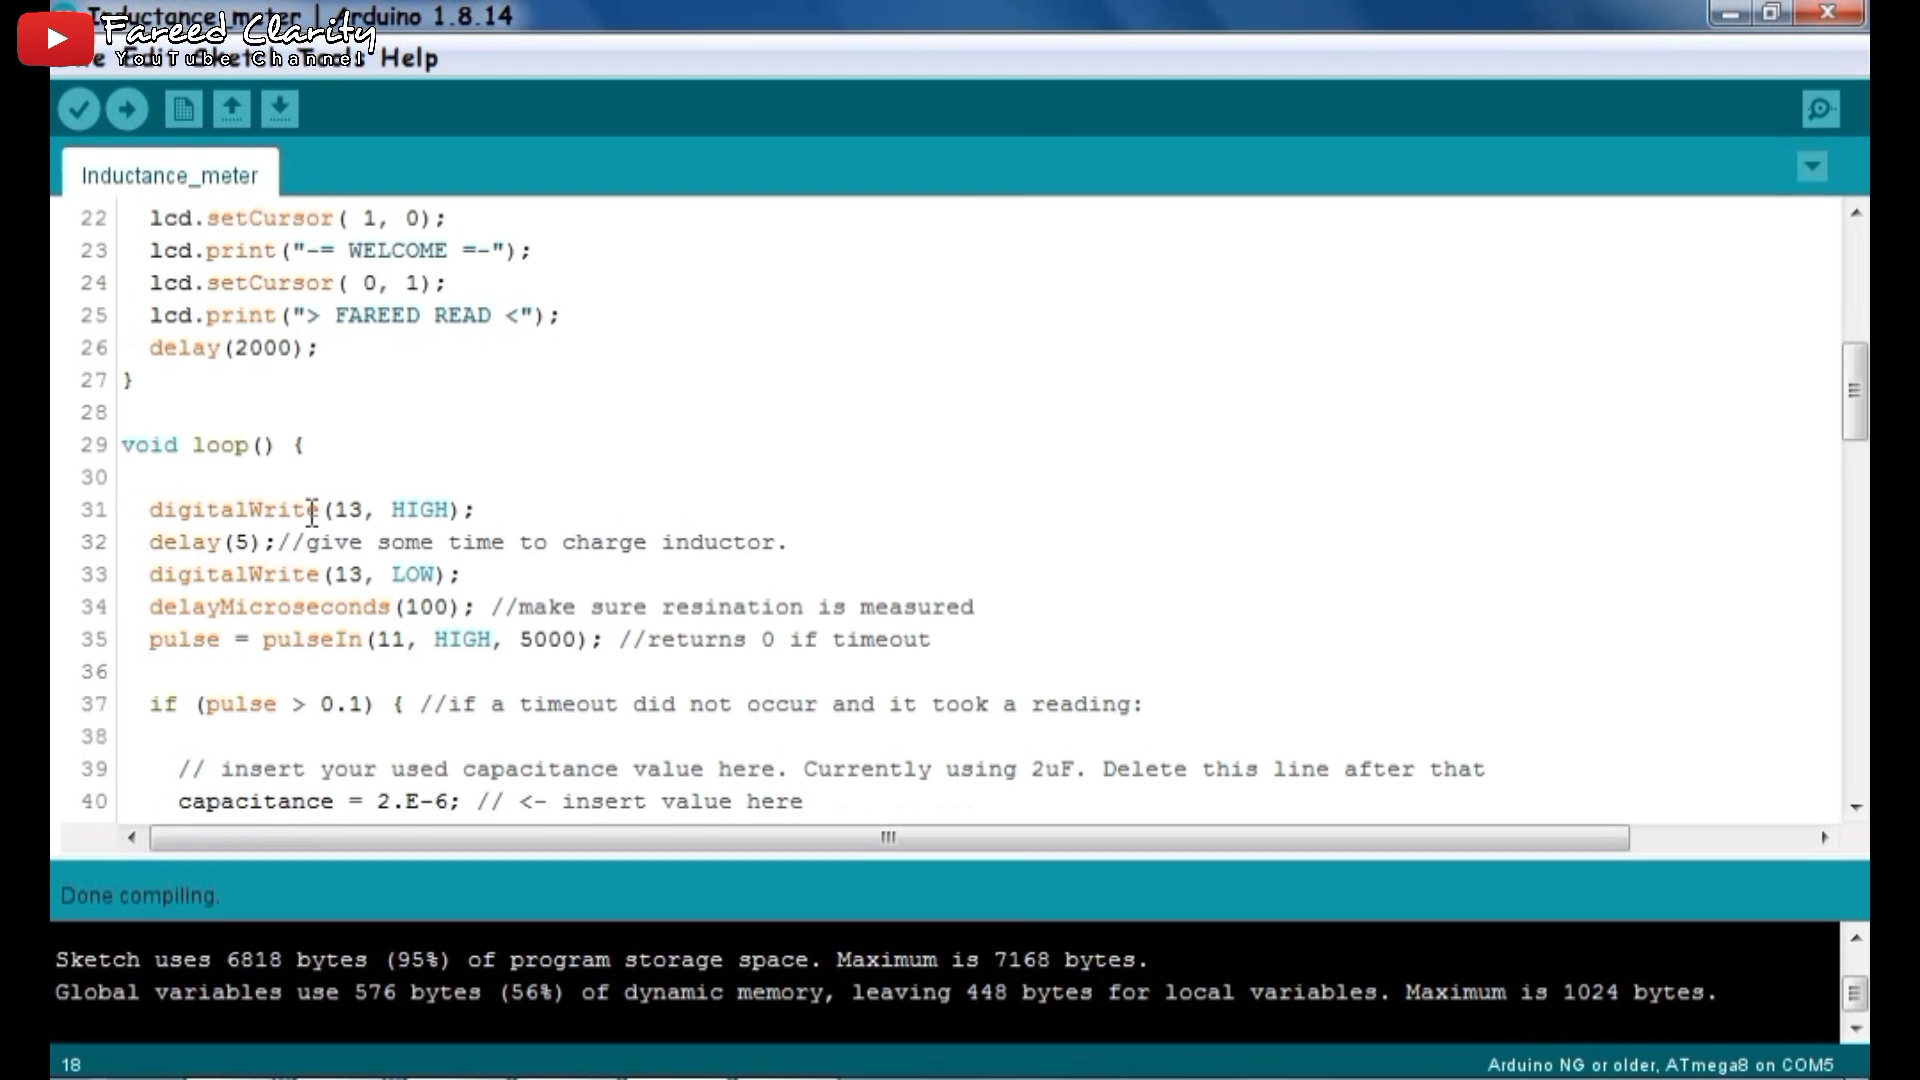 Inductance_meter | Arduino 1.8.14
Fareed Clarity
YouTube Channel
Edit Sketch Tools Help
Inductance_meter
22 lcd.setCursor( 1, 0);
23 lcd.print("-= WELCOME =-");
24 lcd.setCursor( 0, 1);
25 lcd.print("> FAREED READ <");
26 delay(2000);
27 }
28
29 void loop() {
30
31 digitalWrite(13, HIGH);
32 delay(5);//give some time to charge inductor.
33 digitalWrite(13, LOW);
34 delayMicroseconds(100); //make sure resination is measured
35 pulse = pulseIn(11, HIGH, 5000); //returns 0 if timeout
36
37 if (pulse > 0.1) { //if a timeout did not occur and it took a reading:
38
39 // insert your used capacitance value here. Currently using 2uF. Delete this line after that
40 capacitance = 2.E-6; // <- insert value here
Done compiling.
Sketch uses 6818 bytes (95%) of program storage space. Maximum is 7168 bytes.
Global variables use 576 bytes (56%) of dynamic memory, leaving 448 bytes for local variables. Maximum is 1024 bytes.
18
Arduino NG or older, ATmega8 on COM5